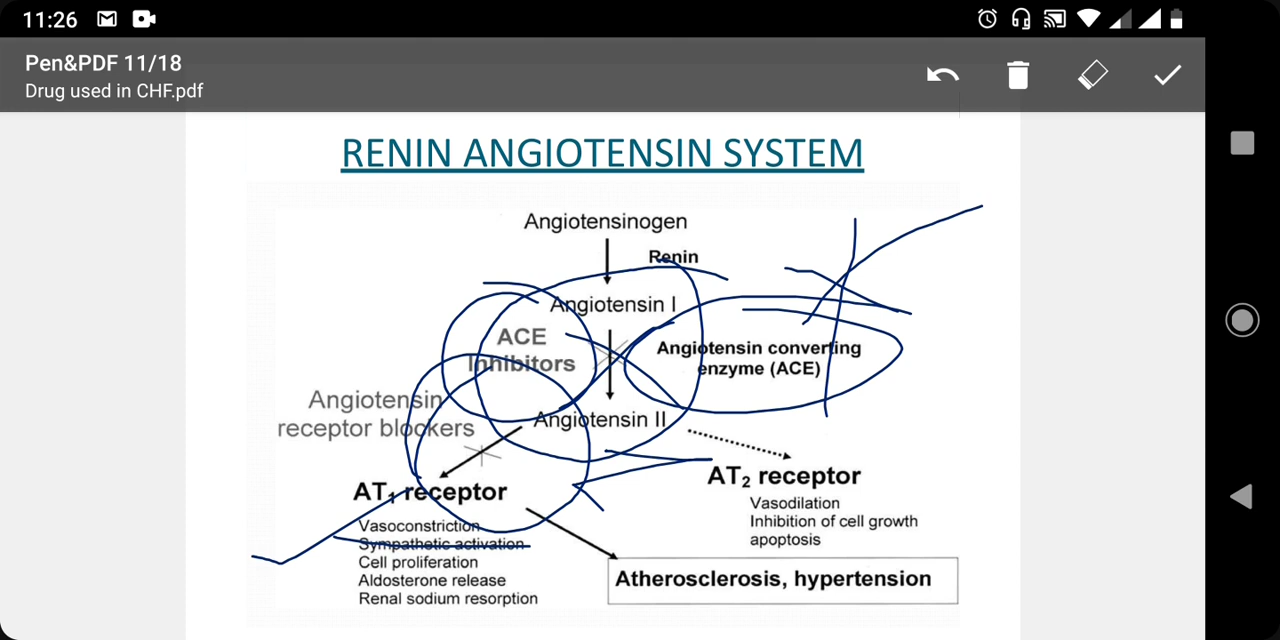 11:26
Pen&PDF 11/18
Drug used in CHF.pdf
RENIN ANGIOTENSIN SYSTEM
Angiotensinogen
Renin
Angiotensin I
ACE
Inhibitors
Angiotensin converting
enzyme (ACE)
Angiotensin
receptor blockers
Angiotensin II
AT1 receptor
Vasoconstriction
Sympathetic activation
Cell proliferation
Aldosterone release
Renal sodium resorption
AT2 receptor
Vasodilation
Inhibition of cell growth
apoptosis
Atherosclerosis, hypertension